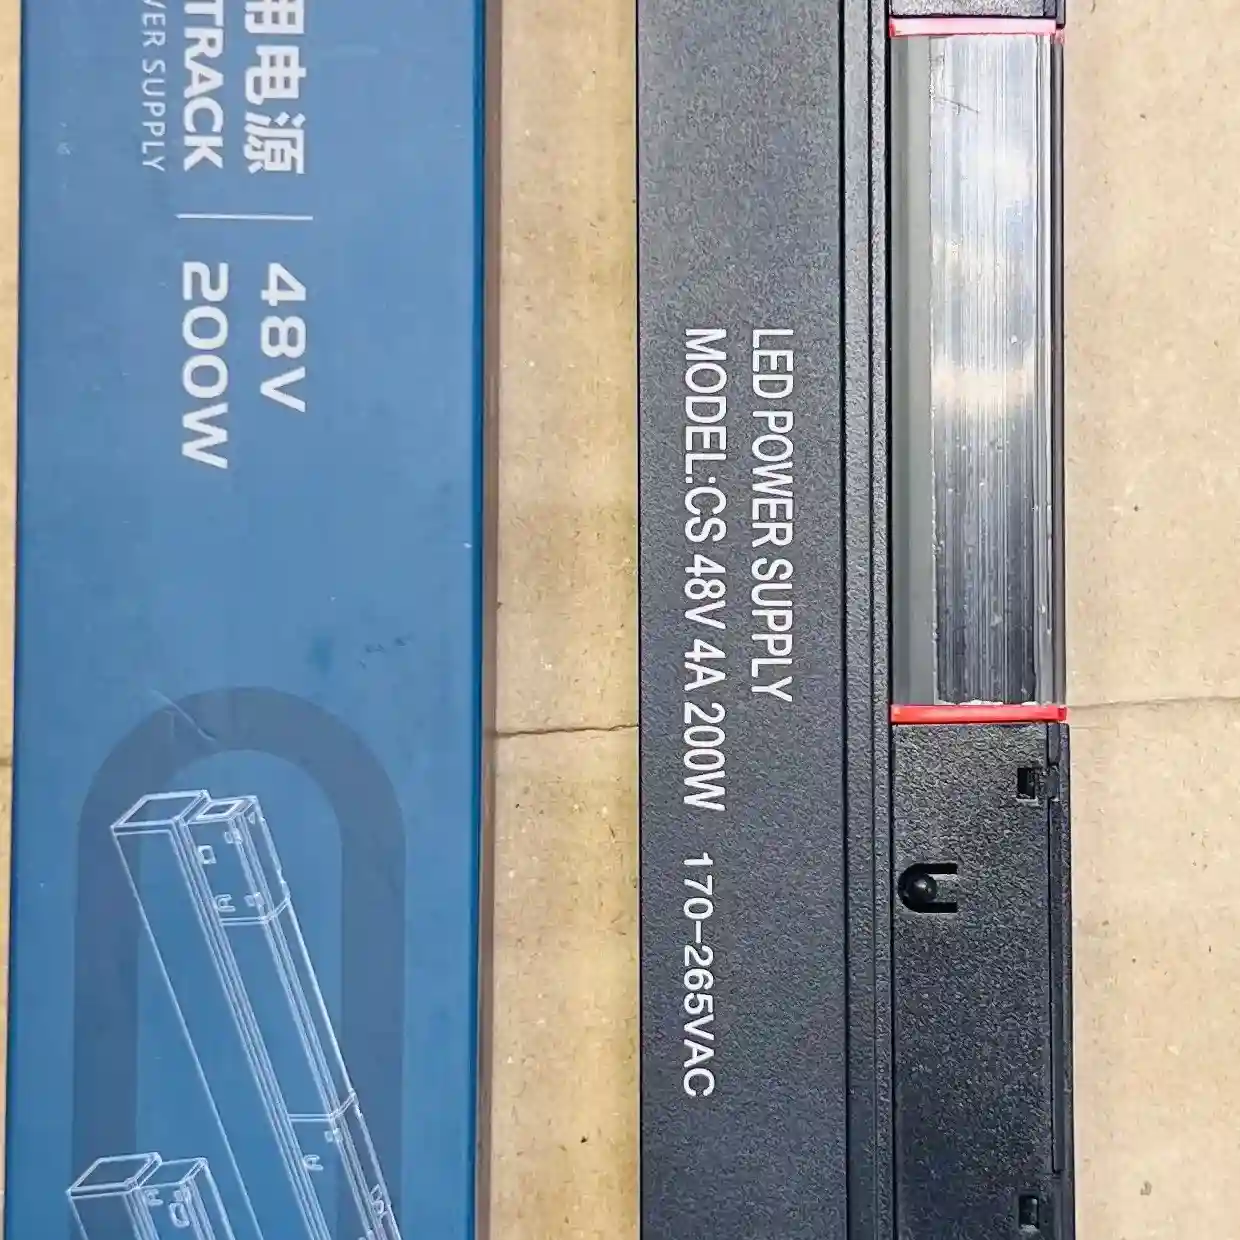 用电源
TRACK
VER SUPPLY
48V
200W
LED POWER SUPPLY
MODEL:CS 48V 4A 200W 170-265VAC